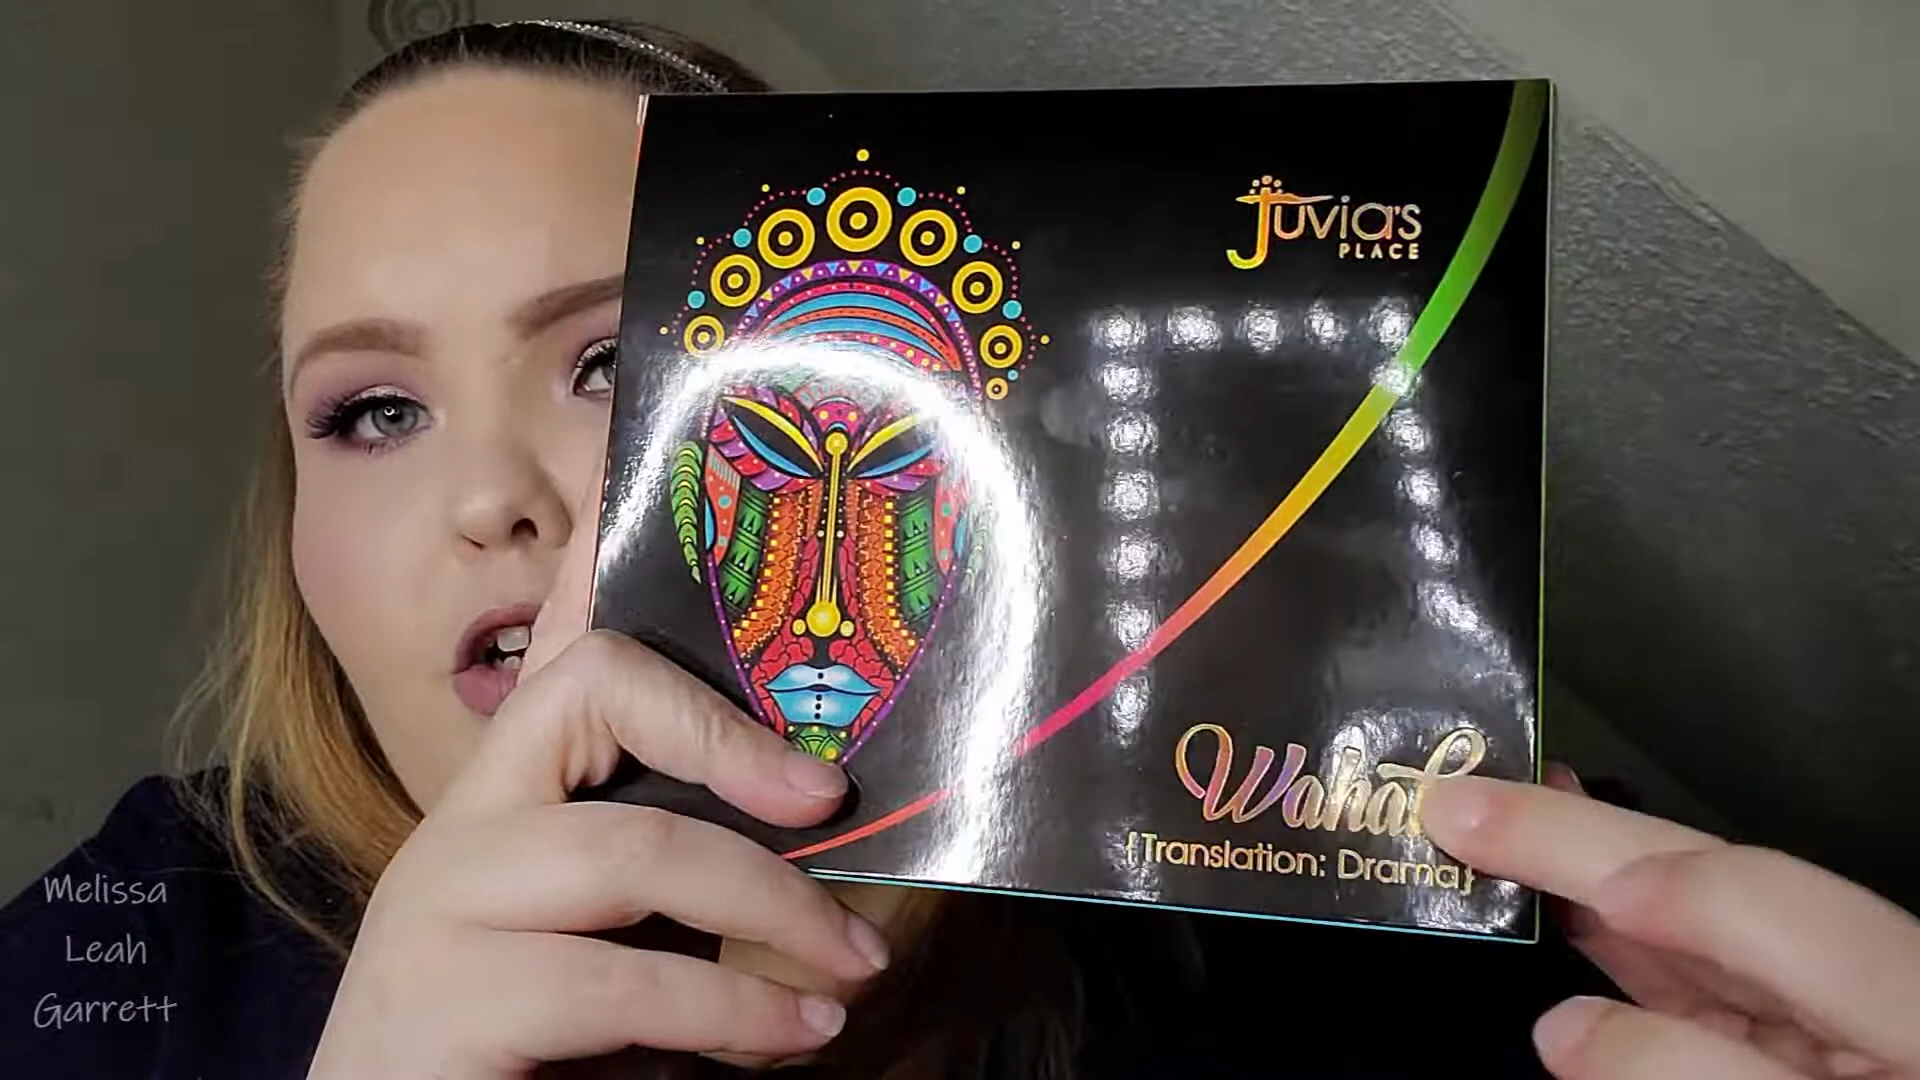 Juvia's
PLACE
{Translation: Drama}
Melissa
Leah
Garrett